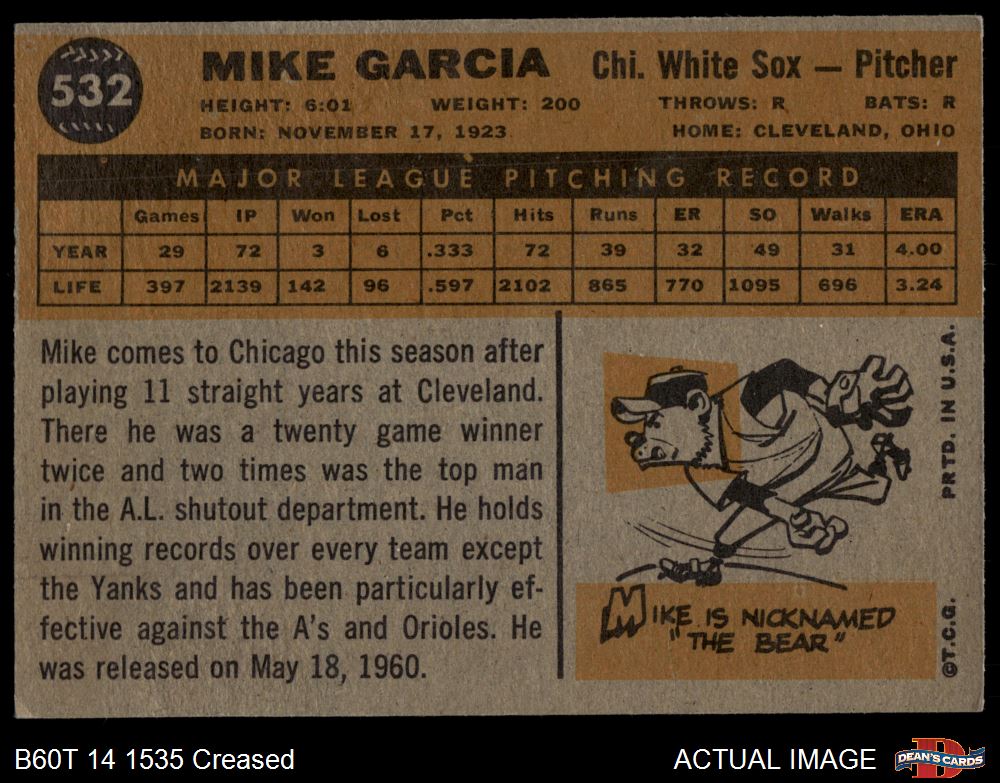 532
MIKE GARCIA Chi. White Sox — Pitcher
HEIGHT: 6:01 WEIGHT: 200 THROWS: R BATS: R
BORN: NOVEMBER 17, 1923 HOME: CLEVELAND, OHIO
MAJOR LEAGUE PITCHING RECORD
Games IP Won Lost Pct Hits Runs ER SO Walks ERA
YEAR 29 72 3 6 .333 72 39 32 49 31 4.00
LIFE 397 2139 142 96 .597 2102 865 770 1095 696 3.24
Mike comes to Chicago this season after
playing 11 straight years at Cleveland.
There he was a twenty game winner
twice and two times was the top man
in the A.L. shutout department. He holds
winning records over every team except
the Yanks and has been particularly ef-
fective against the A's and Orioles. He
was released on May 18, 1960.
MIKE IS NICKNAMED
"THE BEAR"
©T.C.G. PRTD. IN U.S.A.
B60T 14 1535 Creased
ACTUAL IMAGE
D
DEAN'S CARDS